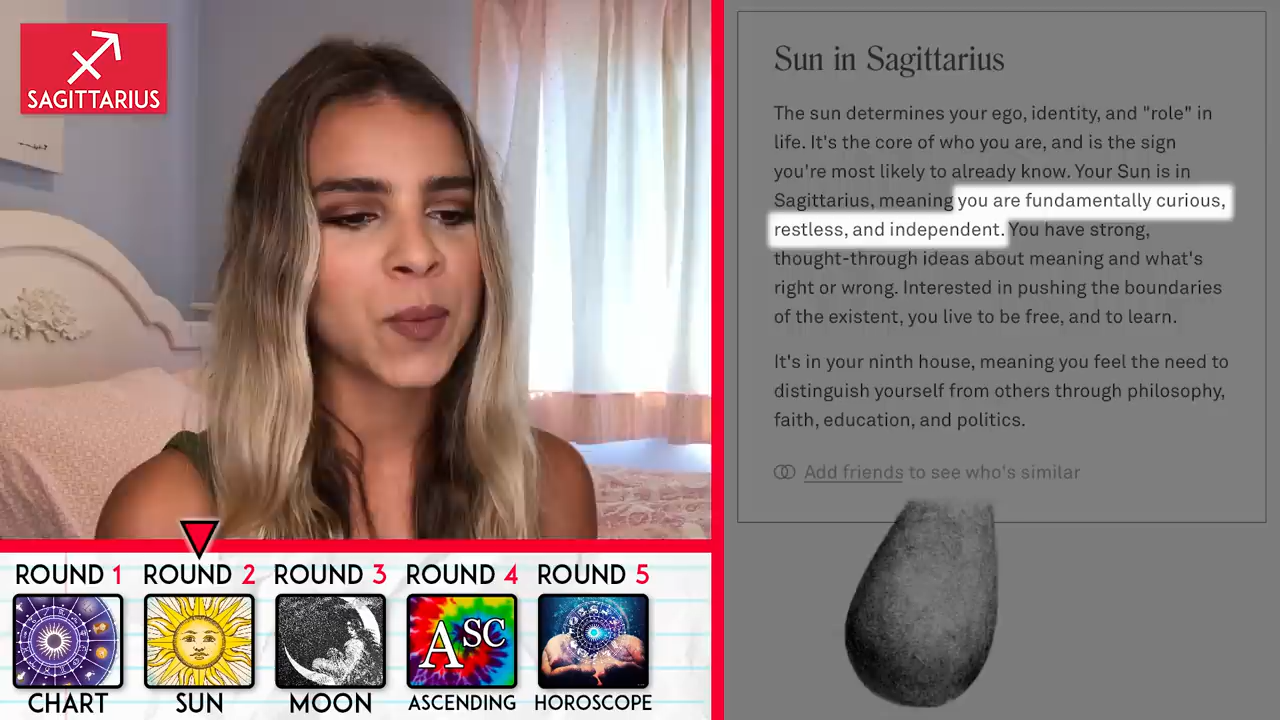 SAGITTARIUS
Sun in Sagittarius
The sun determines your ego, identity, and "role" in
life. It's the core of who you are, and is the sign
you're most likely to already know. Your Sun is in
Sagittarius, meaning you are fundamentally curious,
restless, and independent. You have strong,
thought-through ideas about meaning and what's
right or wrong. Interested in pushing the boundaries
of the existent, you live to be free, and to learn.
It's in your ninth house, meaning you feel the need to
distinguish yourself from others through philosophy,
faith, education, and politics.
Add friends to see who's similar
ROUND 1 ROUND 2 ROUND 3 ROUND 4 ROUND 5
ASC
CHART SUN MOON ASCENDING HOROSCOPE